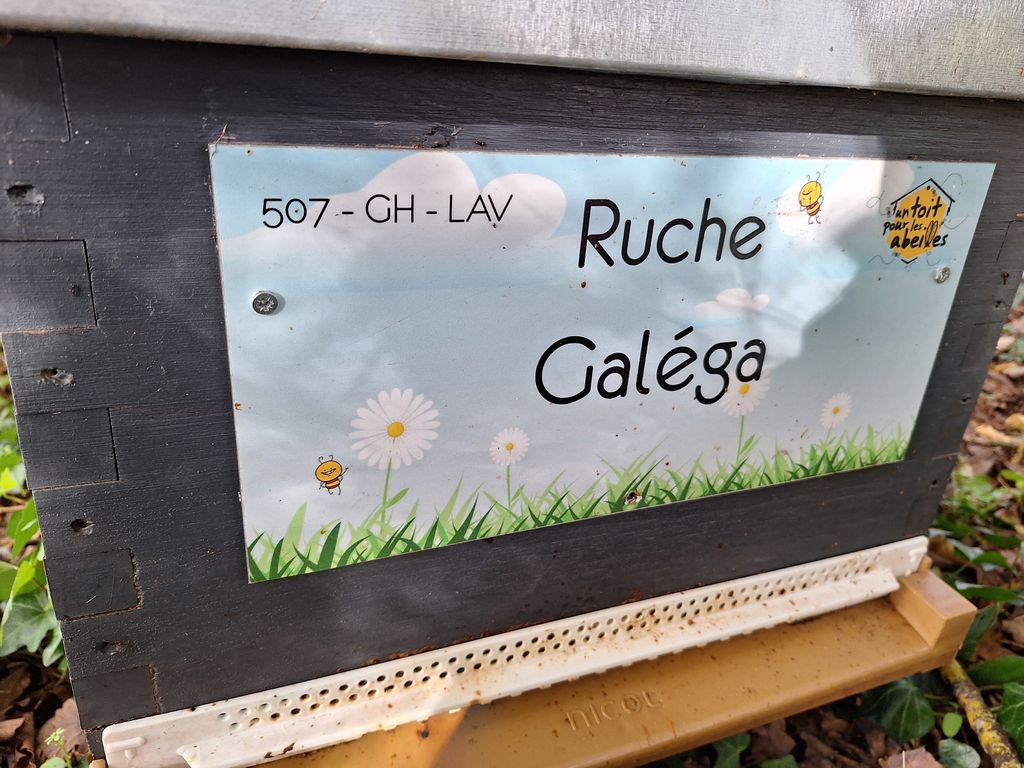 507 - GH - LAV
Ruche
Galéga
un toit
pour les
abeilles
nicot